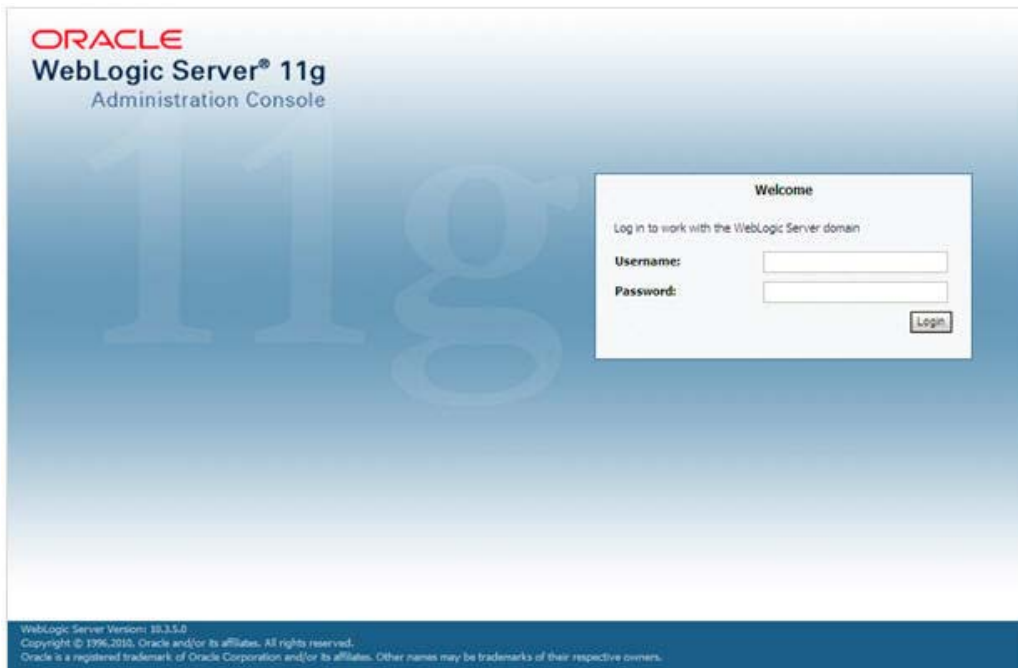 ORACLE
WebLogic Server® 11g
Administration Console
11g
Welcome
Log in to work with the WebLogic Server domain
Username:
Password:
Login
WebLogic Server Version: 10.3.5.0
Copyright © 1996,2010, Oracle and/or its affiliates. All rights reserved.
Oracle is a registered trademark of Oracle Corporation and/or its affiliates. Other names may be trademarks of their respective owners.